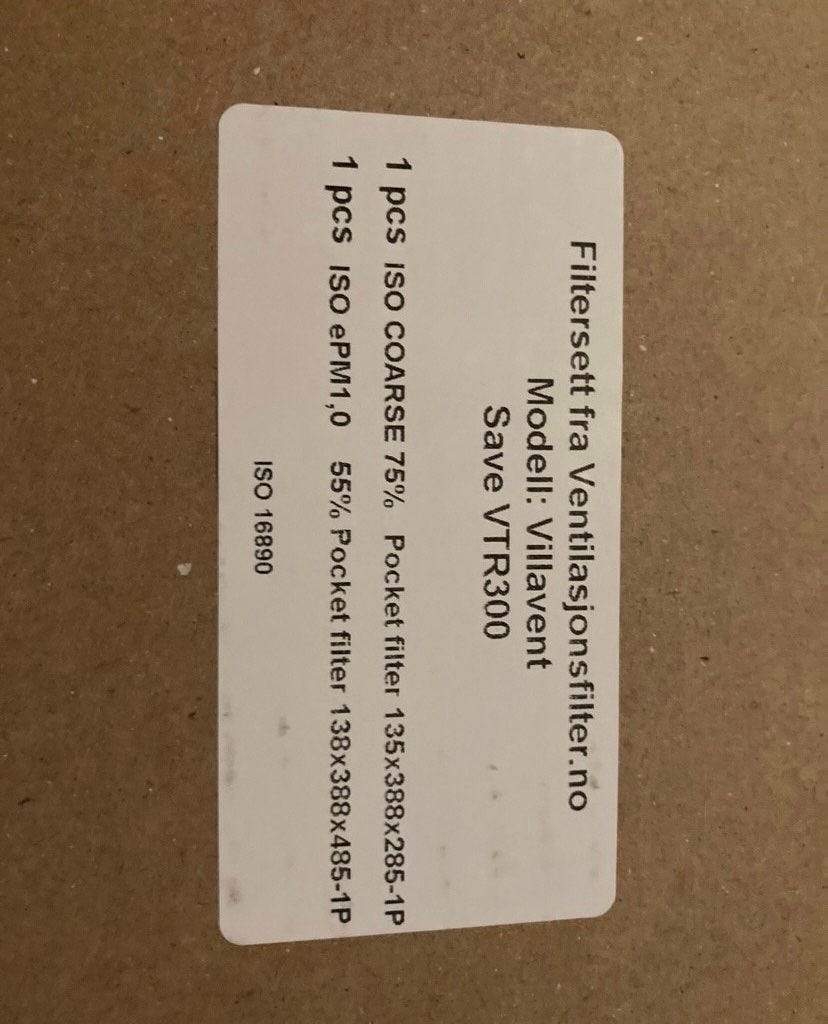 Filtersett fra Ventilasjonsfilter.no
Modell: Villavent
Save VTR300
1 pcs ISO COARSE 75% Pocket filter 135x388x285-1P
1 pcs ISO ePM1,0 55% Pocket filter 138x388x485-1P
ISO 16890